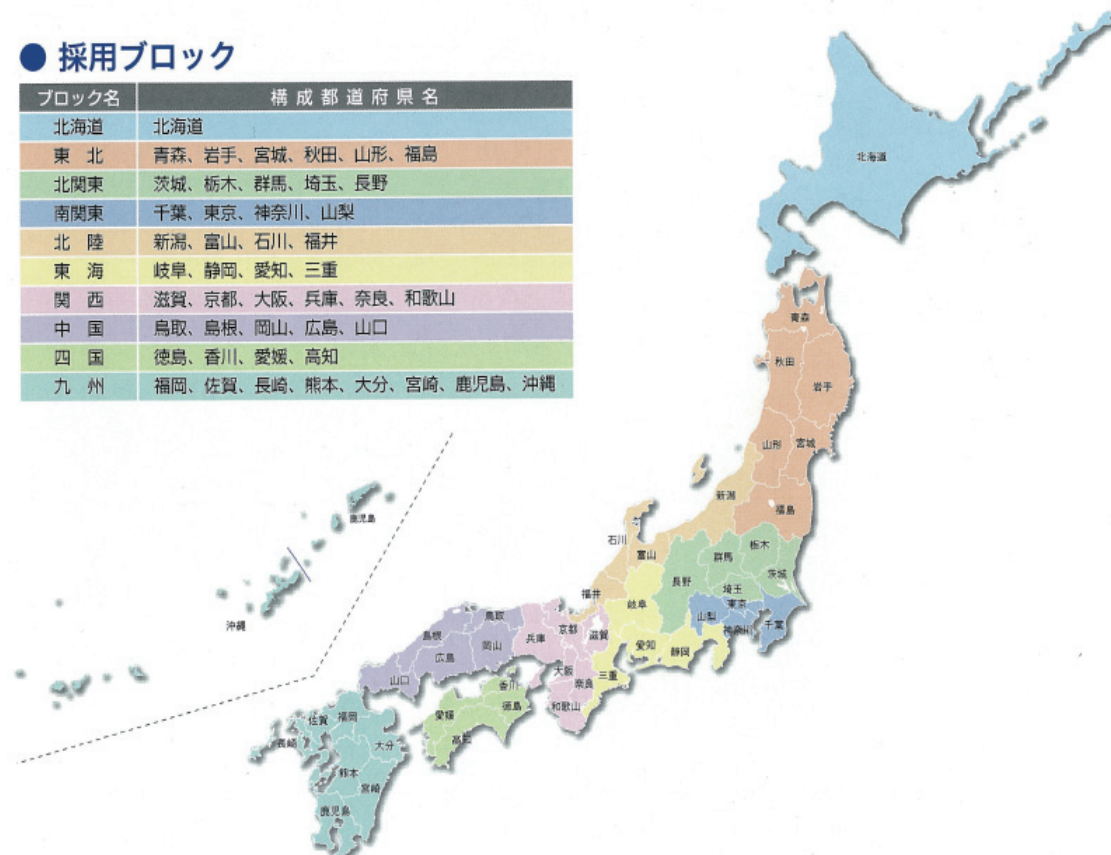 ● 採用ブロック
ブロック名 構成都道府県名
北海道 北海道
東北 青森、岩手、宮城、秋田、山形、福島
北関東 茨城、栃木、群馬、埼玉、長野
南関東 千葉、東京、神奈川、山梨
北陸 新潟、富山、石川、福井
東海 岐阜、静岡、愛知、三重
関西 滋賀、京都、大阪、兵庫、奈良、和歌山
中国 鳥取、島根、岡山、広島、山口
四国 徳島、香川、愛媛、高知
九州 福岡、佐賀、長崎、熊本、大分、宮崎、鹿児島、沖縄
北海道
青森
秋田
岩手
山形
宮城
新潟
福島
石川
富山
群馬
栃木
長野
茨城
埼玉
福井
岐阜
東京
山梨
神奈川
千葉
鳥取
島根
岡山
兵庫
京都
滋賀
愛知
静岡
広島
大阪
奈良
三重
山口
香川
和歌山
徳島
愛媛
高知
佐賀
福岡
長崎
大分
熊本
宮崎
鹿児島
鹿児島
沖縄